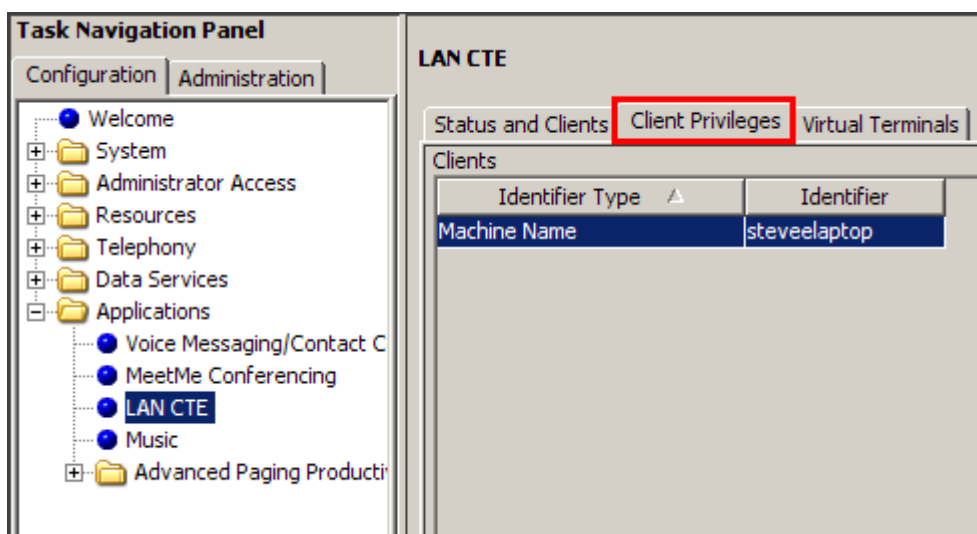 Task Navigation Panel
Configuration
Administration
Welcome
System
Administrator Access
Resources
Telephony
Data Services
Applications
Voice Messaging/Contact C
MeetMe Conferencing
LAN CTE
Music
Advanced Paging Producti
LAN CTE
Status and Clients
Client Privileges
Virtual Terminals
Clients
Identifier Type
Identifier
Machine Name
steveelaptop